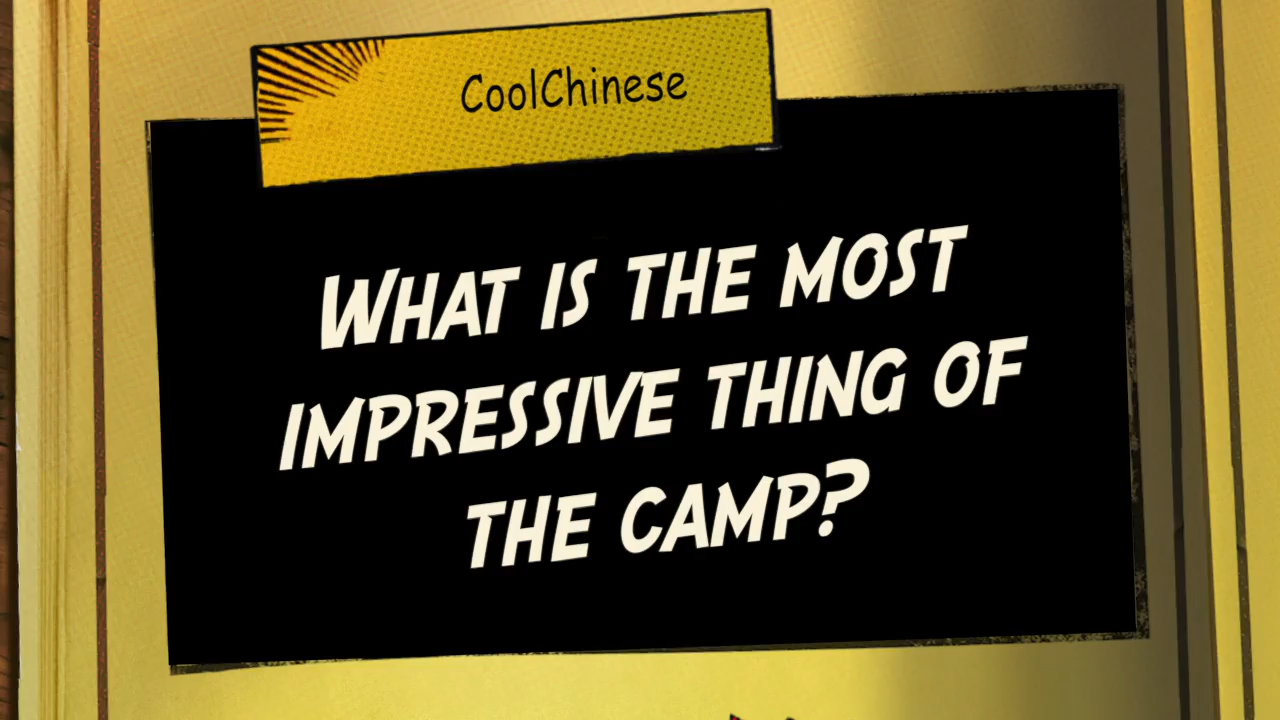 CoolChinese
WHAT IS THE MOST
IMPRESSIVE THING OF
THE CAMP?